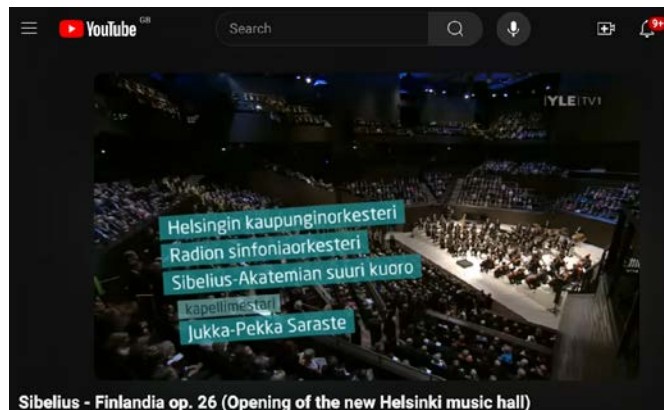 YouTube GB
Search
9+
YLE TV1
Helsingin kaupunginorkesteri
Radion sinfoniaorkesteri
Sibelius-Akatemian suuri kuoro
kapellimestari
Jukka-Pekka Saraste
Sibelius - Finlandia op. 26 (Opening of the new Helsinki music hall)